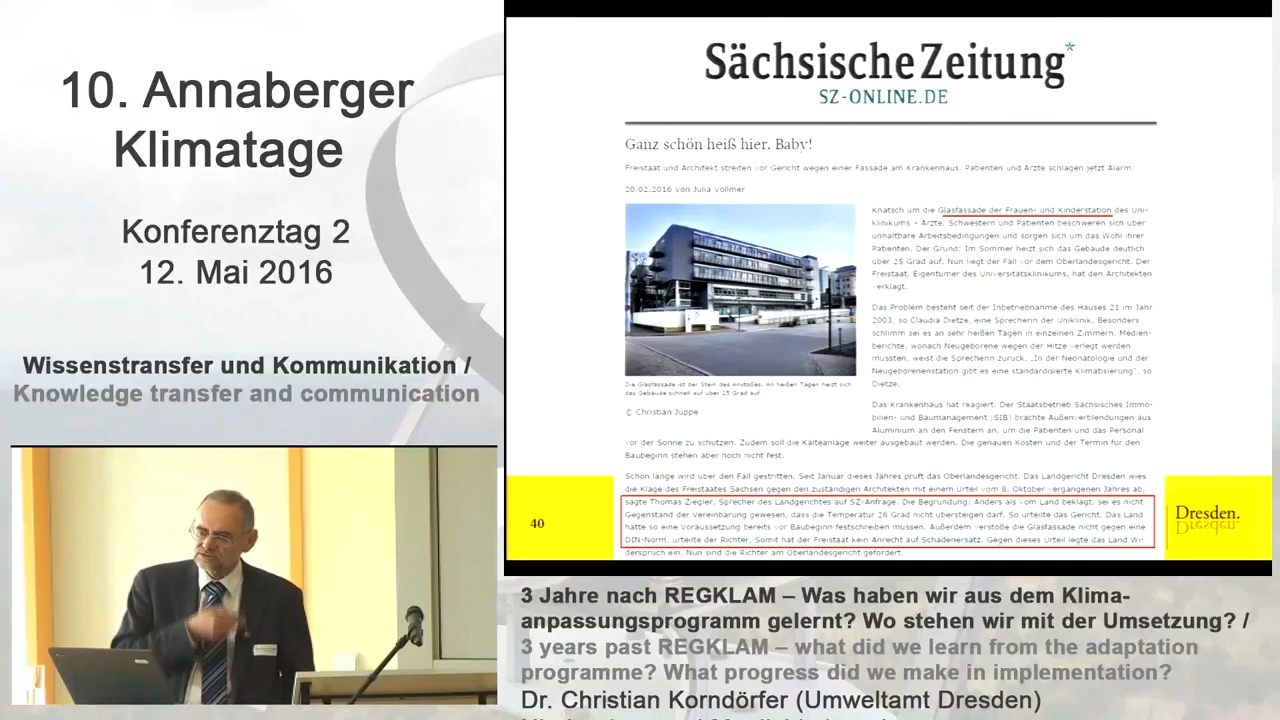 10. Annaberger
Klimatage
Konferenztag 2
12. Mai 2016
Wissenstransfer und Kommunikation /
Knowledge transfer and communication
Sächsische Zeitung*
SZ-ONLINE.DE
Ganz schön heiß hier, Baby!
Freistaat und Architekt streiten vor Gericht wegen einer Fassade am Krankenhaus. Patienten und Ärzte schlagen jetzt Alarm.
20.02.2016 Von Julia Vollmer
Die Glasfassade ist der Stein des Anstoßes. An heißen Tagen heizt sich
das Gebäude schnell auf über 25 Grad auf
© Christian Juppe
Knatsch um die Glasfassade der Frauen- und Kinderstation des Uni-
klinikums – Ärzte, Schwestern und Patienten beschweren sich über
unhaltbare Arbeitsbedingungen und sorgen sich um das Wohl ihrer
Patienten. Der Grund: Im Sommer heizt sich das Gebäude deutlich
über 25 Grad auf. Nun liegt der Fall vor dem Oberlandesgericht. Der
Freistaat, Eigentümer des Universitätsklinikums, hat den Architekten
verklagt.
Das Problem besteht seit der Inbetriebnahme des Hauses 21 im Jahr
2003, so Claudia Dietze, eine Sprecherin der Uniklinik. Besonders
schlimm sei es an sehr heißen Tagen in einzelnen Zimmern. Medien-
berichte, wonach Neugeborene wegen der Hitze verlegt werden
mussten, weist die Sprecherin zurück. „In der Neonatologie und der
Neugeborenenstation gibt es eine standardisierte Klimatisierung“, so
Dietze.
Das Krankenhaus hat reagiert. Der Staatsbetrieb Sächsisches Immo-
bilien- und Baumanagement (SIB) brachte Außenverblendungen aus
Aluminium an den Fenstern an, um die Patienten und das Personal
vor der Sonne zu schützen. Zudem soll die Kälteanlage weiter ausgebaut werden. Die genauen Kosten und der Termin für den
Baubeginn stehen aber noch nicht fest.
Schon lange wird über den Fall gestritten. Seit Januar dieses Jahres prüft das Oberlandesgericht. Das Landgericht Dresden wies
die Klage des Freistaates Sachsen gegen den zuständigen Architekten mit einem Urteil vom 8. Oktober vergangenen Jahres ab,
sagte Thomas Ziegler, Sprecher des Landgerichtes auf SZ-Anfrage. Die Begründung: Anders als vom Land beklagt, sei es nicht
Gegenstand der Vereinbarung gewesen, dass die Temperatur 26 Grad nicht übersteigen darf. So urteilte das Gericht. Das Land
hätte so eine Voraussetzung bereits vor Baubeginn festschreiben müssen. Außerdem verstoße die Glasfassade nicht gegen eine
DIN-Norm, urteilte der Richter. Somit hat der Freistaat kein Anrecht auf Schadenersatz. Gegen dieses Urteil legte das Land Wi-
derspruch ein. Nun sind die Richter am Oberlandesgericht gefordert.
40
Dresden.
3 Jahre nach REGKLAM – Was haben wir aus dem Klima-
anpassungsprogramm gelernt? Wo stehen wir mit der Umsetzung? /
3 years past REGKLAM – what did we learn from the adaptation
programme? What progress did we make in implementation?
Dr. Christian Korndörfer (Umweltamt Dresden)